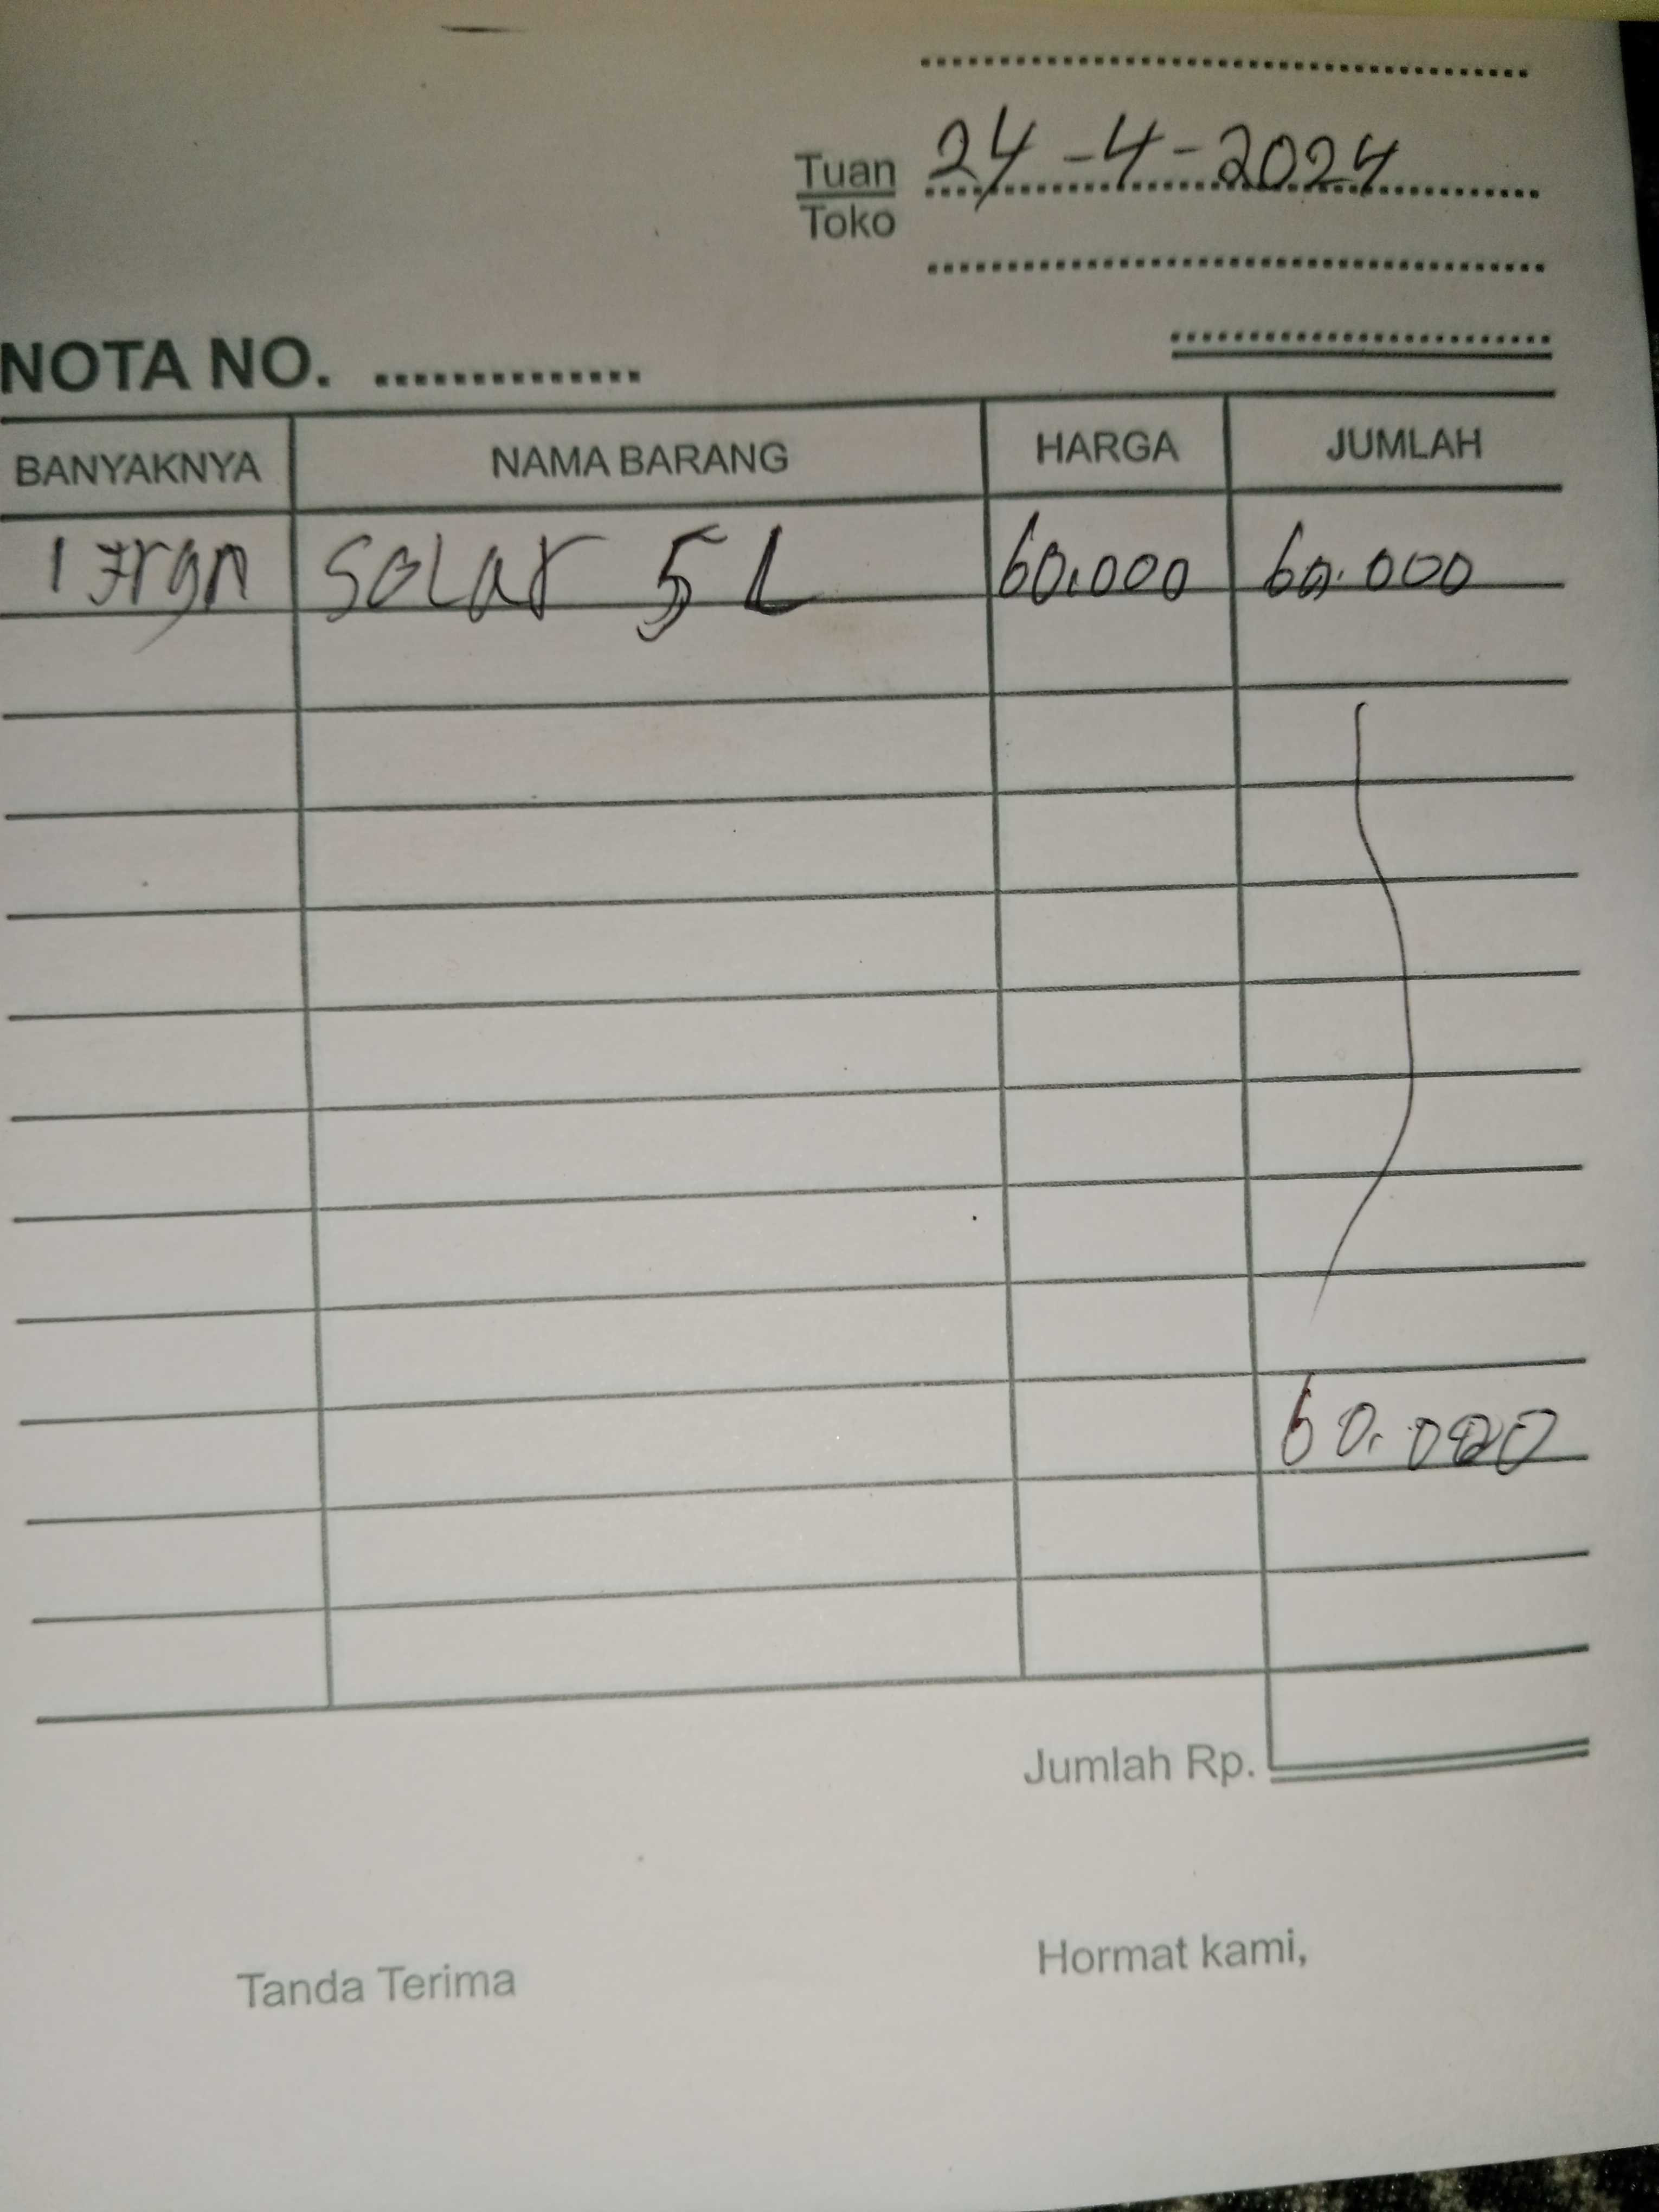 24-4-2024
Tuan
Toko
NOTA NO. ..............
BANYAKNYA NAMA BARANG HARGA JUMLAH
1 Jrgn Solar 5 L 60.000 60.000
60.000
Jumlah Rp.
Tanda Terima Hormat kami,